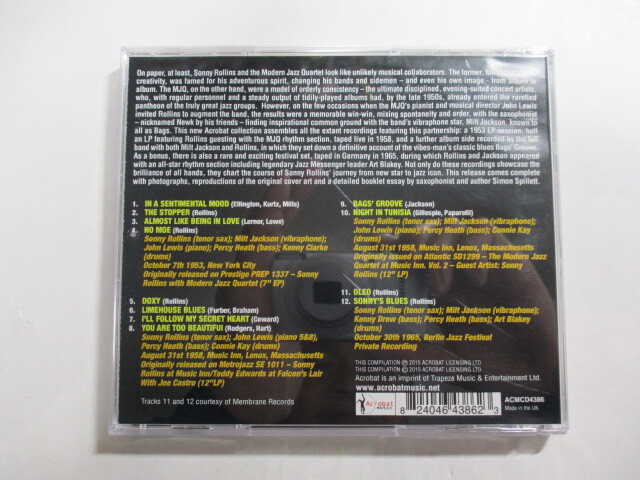 On paper, at least, Sonny Rollins and the Modern Jazz Quartet look like unlikely musical collaborators. The former,
creativity, was famed for his adventurous spirit, changing his bands and sidemen – and even his own image - from album to
album. The MJQ, on the other hand, were a model of orderly consistency – the ultimate disciplined, evening-suited concert artists.
who, with regular personnel and a steady output of tidily-played albums had, by the late 1950s, already entered the rarefied
pantheon of the truly great jazz groups. However, on the few occasions when the MJQ's pianist and musical director John Lewis
invited Rollins to augment the band, the results were a memorable win-win, mixing spontaneity and order, with the saxophonist
– nicknamed Newk by his friends – finding inspirational common ground with the band's vibraphone star, Milt Jackson, known to
all as Bags. This new Acrobat collection assembles all the extant recordings featuring this partnership: a 1953 EP session, half
an LP featuring Rollins guesting with the MJQ rhythm section, taped live in 1958, and a further album side recorded by the full
band with both Milt Jackson and Rollins, in which they set down a definitive account of the vibes-man's classic blues Bags' Groove.
As a bonus, there is also a rare and exciting festival set, taped in Germany in 1965, during which Rollins and Jackson appeared
with an all-star rhythm section including legendary Jazz Messenger leader Art Blakey. Not only do these recordings showcase the
brilliance of all hands, they chart the course of Sonny Rollins' journey from new star to jazz icon. This release comes complete
with photographs, reproductions of the original cover art and a detailed booklet essay by saxophonist and author Simon Spillett.
1. IN A SENTIMENTAL MOOD (Ellington, Kurtz, Mills)
2. THE STOPPER (Rollins)
3. ALMOST LIKE BEING IN LOVE (Lerner, Lowe)
4. NO MOE (Rollins)
Sonny Rollins (tenor sax); Milt Jackson (vibraphone);
John Lewis (piano); Percy Heath (bass); Kenny Clarke
(drums)
October 7th 1953, New York City
Originally released on Prestige PREP 1337 – Sonny
Rollins with Modern Jazz Quartet (7" EP)
5. DOXY (Rollins)
6. LIMEHOUSE BLUES (Furber, Braham)
7. I'LL FOLLOW MY SECRET HEART (Coward)
8. YOU ARE TOO BEAUTIFUL (Rodgers, Hart)
Sonny Rollins (tenor sax); John Lewis (piano 5&8),
Percy Heath (bass); Connie Kay (drums)
August 31st 1958, Music Inn, Lenox, Massachusetts
Originally released on Metrojazz SE 1011 – Sonny
Rollins at Music Inn/Teddy Edwards at Falcon's Lair
With Joe Castro (12"LP)
Tracks 11 and 12 courtesy of Membrane Records
9. BAGS' GROOVE (Jackson)
10. NIGHT IN TUNISIA (Gillespie, Paparelli)
Sonny Rollins (tenor sax); Milt Jackson (vibraphone);
John Lewis (piano); Percy Heath (bass); Connie Kay
(drums)
August 31st 1958, Music Inn, Lenox, Massachusetts
Originally issued on Atlantic SD1299 – The Modern Jazz
Quartet at Music Inn. Vol. 2 – Guest Artist: Sonny
Rollins (12" LP)
11. OLEO (Rollins)
12. SONNY'S BLUES (Rollins)
Sonny Rollins (tenor sax); Milt Jackson (vibraphone);
Kenny Drew (bass); Percy Heath (bass); Art Blakey
(drums)
October 30th 1965, Berlin Jazz Festival
Private Recording
THIS COMPILATION ℗ 2015 ACROBAT LICENSING LTD
THIS COMPILATION © 2015 ACROBAT LICENSING LTD.
Acrobat is an imprint of Trapeze Music & Entertainment Ltd.
www.acrobatmusic.net
Acrobat
music
8 24046 43862 3
ACMCD4386
Made in the UK